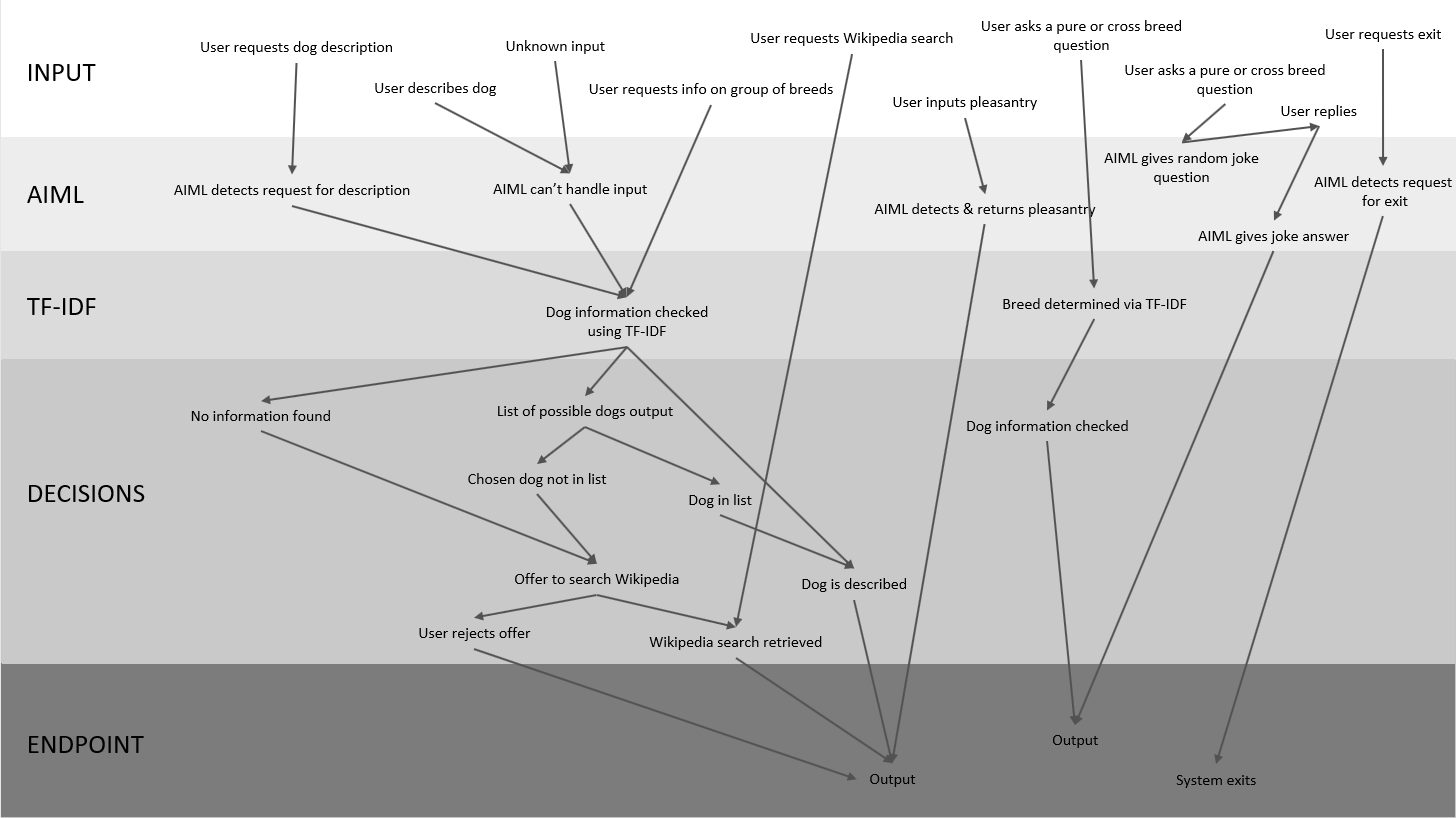 INPUT
User requests dog description
Unknown input
User requests Wikipedia search
User asks a pure or cross breed
question
User requests exit
User describes dog
User requests info on group of breeds
User inputs pleasantry
User asks a pure or cross breed
question
User replies
AIML
AIML detects request for description
AIML can’t handle input
AIML detects & returns pleasantry
AIML gives random joke
question
AIML detects request
for exit
AIML gives joke answer
TF-IDF
Dog information checked
using TF-IDF
Breed determined via TF-IDF
DECISIONS
No information found
List of possible dogs output
Dog information checked
Chosen dog not in list
Dog in list
Offer to search Wikipedia
Dog is described
User rejects offer
Wikipedia search retrieved
ENDPOINT
Output
Output
System exits